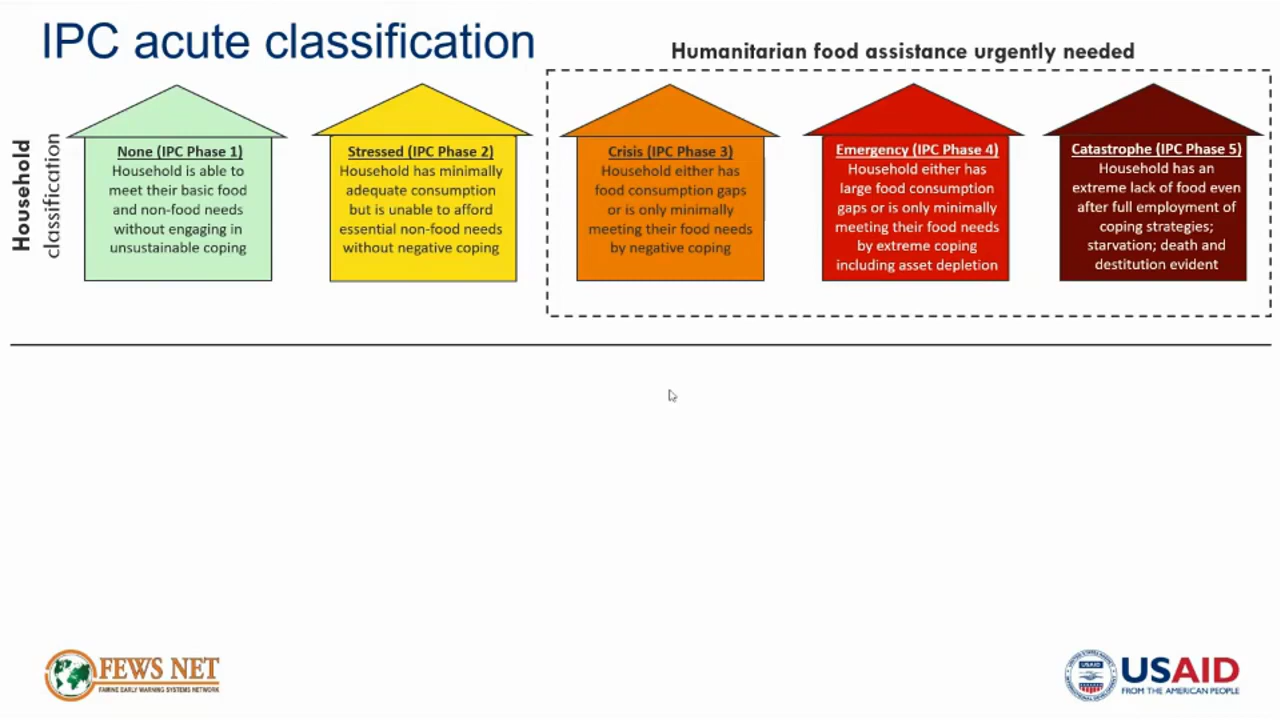 IPC acute classification
Humanitarian food assistance urgently needed
Household
classification
None (IPC Phase 1)
Household is able to
meet their basic food
and non-food needs
without engaging in
unsustainable coping
Stressed (IPC Phase 2)
Household has minimally
adequate consumption
but is unable to afford
essential non-food needs
without negative coping
Crisis (IPC Phase 3)
Household either has
food consumption gaps
or is only minimally
meeting their food needs
by negative coping
Emergency (IPC Phase 4)
Household either has
large food consumption
gaps or is only minimally
meeting their food needs
by extreme coping
including asset depletion
Catastrophe (IPC Phase 5)
Household has an
extreme lack of food even
after full employment of
coping strategies;
starvation; death and
destitution evident
FEWS NET
FAMINE EARLY WARNING SYSTEMS NETWORK
USAID
FROM THE AMERICAN PEOPLE